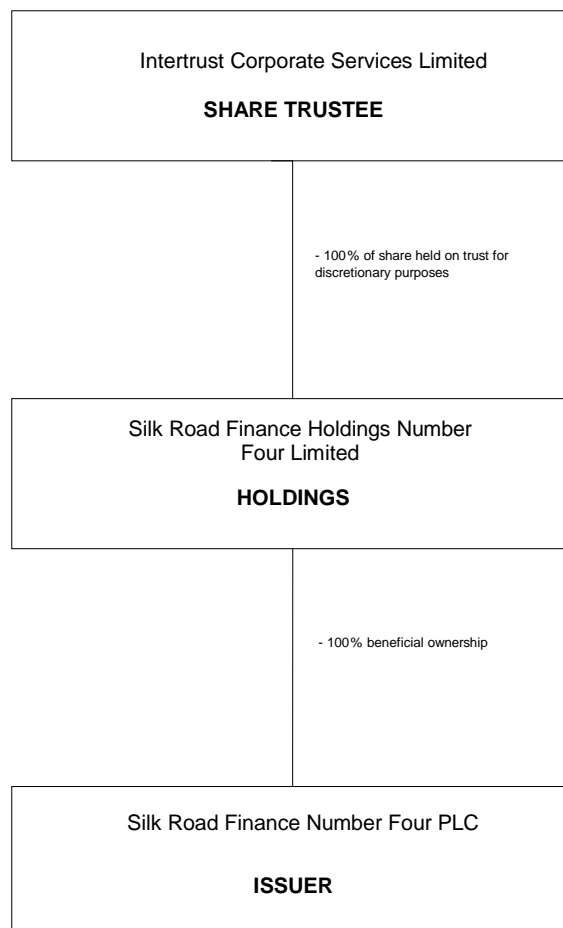 Intertrust Corporate Services Limited
SHARE TRUSTEE
- 100% of share held on trust for
discretionary purposes
Silk Road Finance Holdings Number
Four Limited
HOLDINGS
- 100% beneficial ownership
Silk Road Finance Number Four PLC
ISSUER